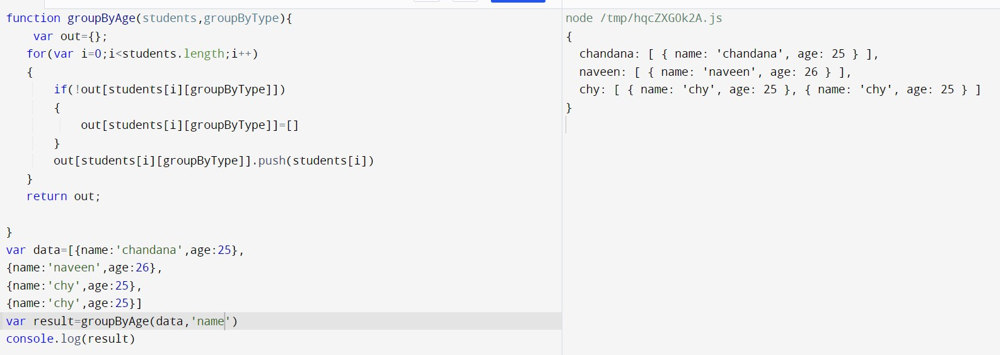 function groupByAge(students,groupByType){
    var out={};
   for(var i=0;i<students.length;i++)
   {
       if(!out[students[i][groupByType]])
       {
           out[students[i][groupByType]]=[]
       }
       out[students[i][groupByType]].push(students[i])
   }
   return out;

}
var data=[{name:'chandana',age:25},
{name:'naveen',age:26},
{name:'chy',age:25},
{name:'chy',age:25}]
var result=groupByAge(data,'name')
console.log(result)
node /tmp/hqcZXG0k2A.js
{
  chandana: [ { name: 'chandana', age: 25 } ],
  naveen: [ { name: 'naveen', age: 26 } ],
  chy: [ { name: 'chy', age: 25 }, { name: 'chy', age: 25 } ]
}